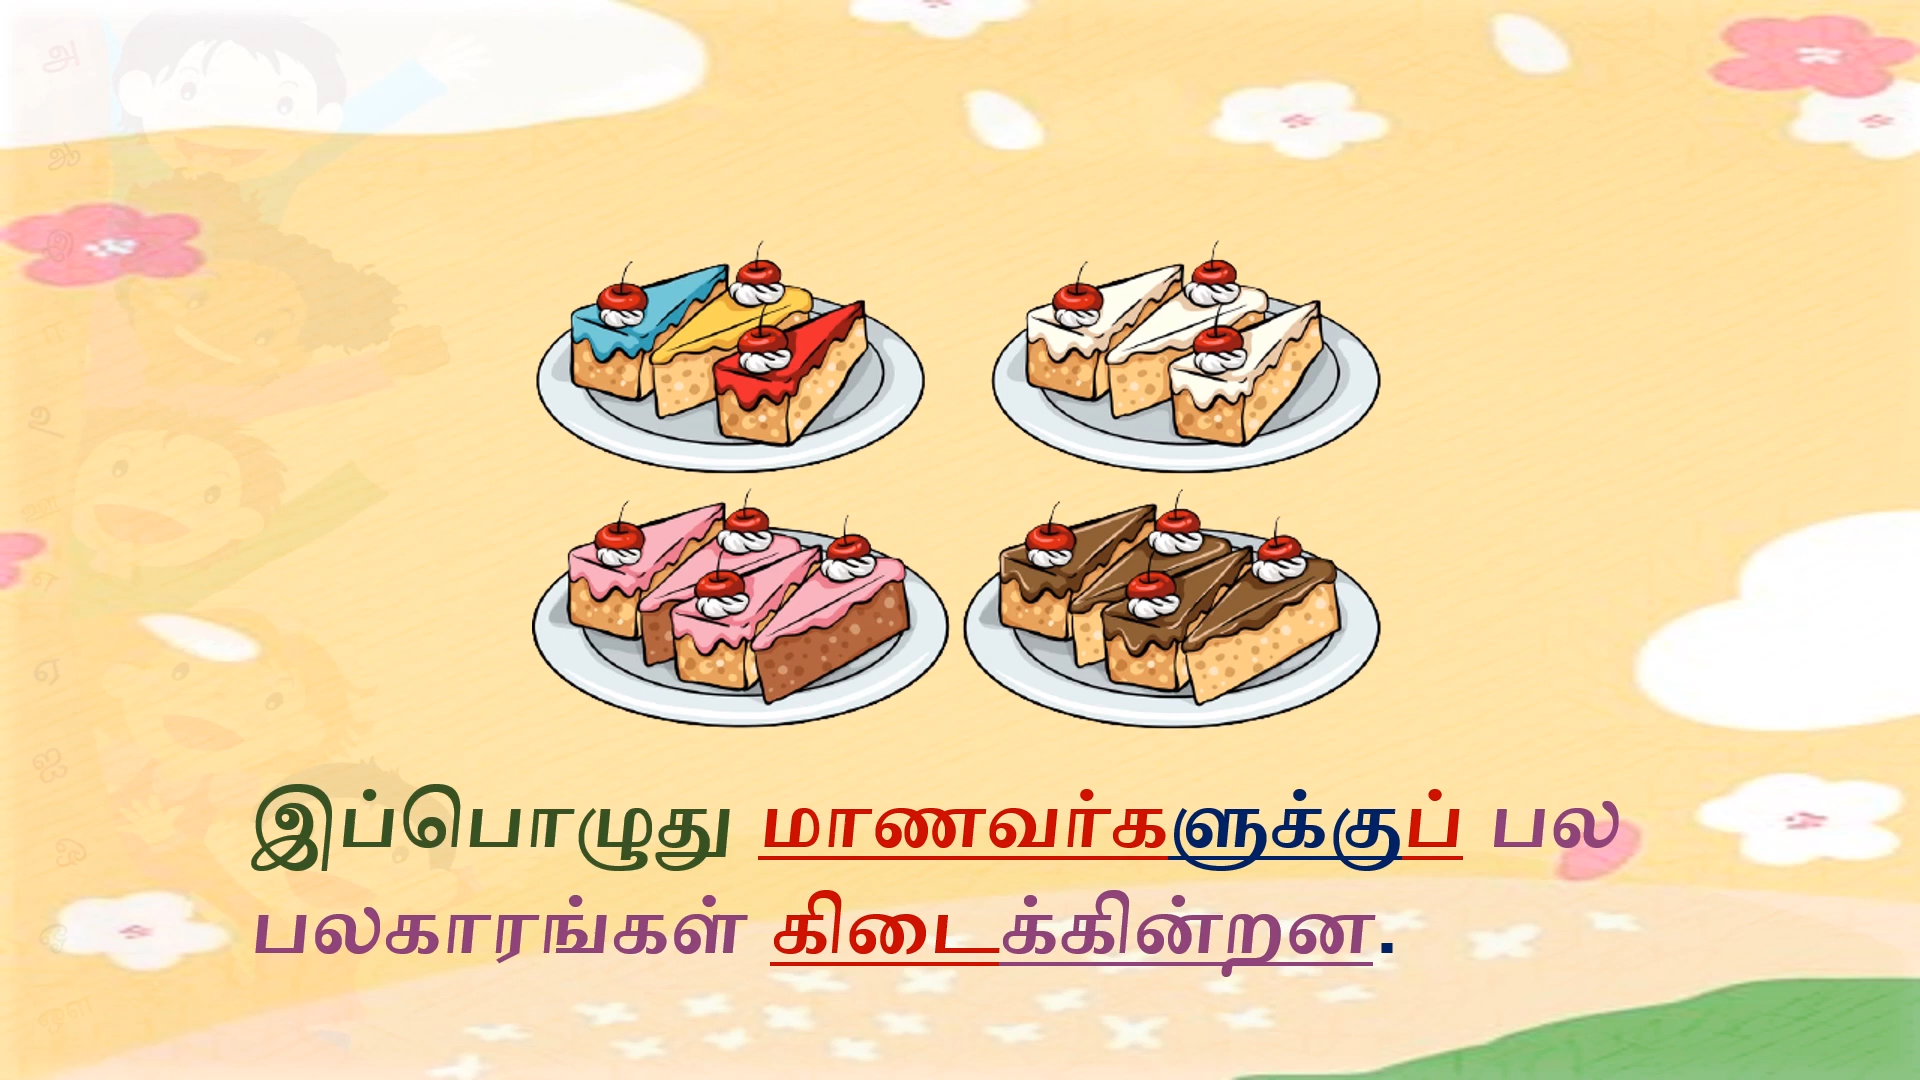 இப்பொழுது மாணவர்களுக்குப் பல
பலகாரங்கள் கிடைக்கின்றன.